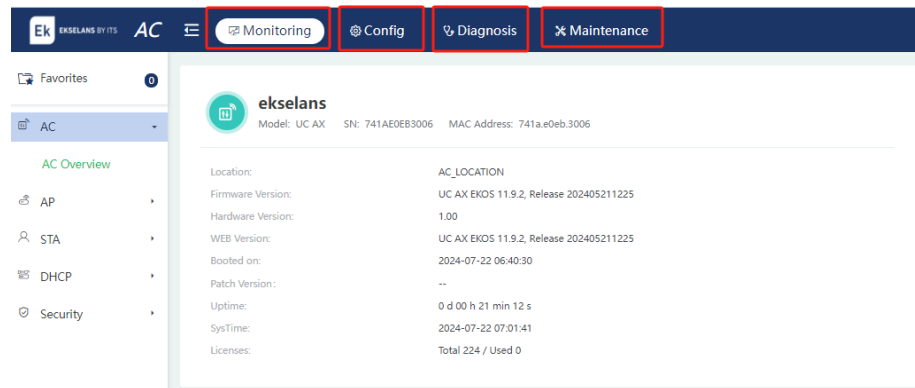 Ek EKSELANS BY ITS AC Monitoring Config Diagnosis Maintenance
Favorites 0
AC
AC Overview
AP
STA
DHCP
Security
ekselans
Model: UC AX SN: 741AE0EB3006 MAC Address: 741a.e0eb.3006
Location: AC_LOCATION
Firmware Version: UC AX EKOS 11.9.2, Release 202405211225
Hardware Version: 1.00
WEB Version: UC AX EKOS 11.9.2, Release 202405211225
Booted on: 2024-07-22 06:40:30
Patch Version: --
Uptime: 0 d 00 h 21 min 12 s
SysTime: 2024-07-22 07:01:41
Licenses: Total 224 / Used 0